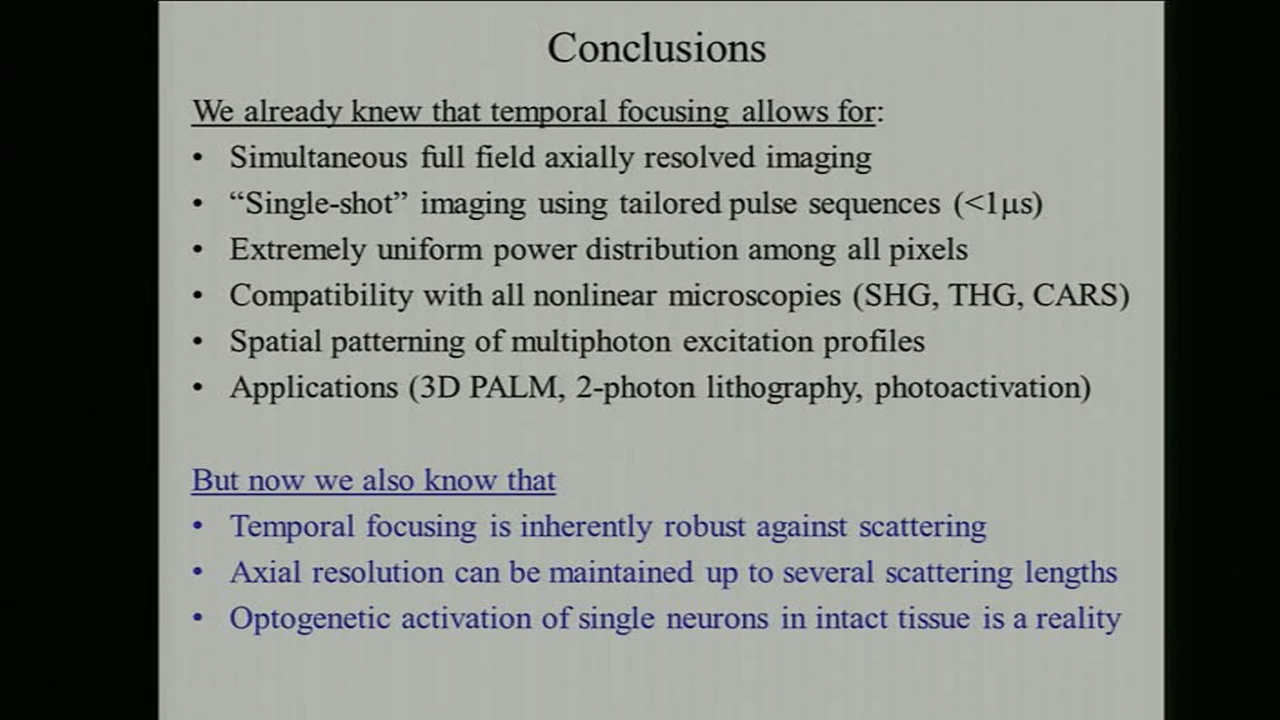 Conclusions
We already knew that temporal focusing allows for:
• Simultaneous full field axially resolved imaging
• “Single-shot” imaging using tailored pulse sequences (<1μs)
• Extremely uniform power distribution among all pixels
• Compatibility with all nonlinear microscopies (SHG, THG, CARS)
• Spatial patterning of multiphoton excitation profiles
• Applications (3D PALM, 2-photon lithography, photoactivation)
But now we also know that
• Temporal focusing is inherently robust against scattering
• Axial resolution can be maintained up to several scattering lengths
• Optogenetic activation of single neurons in intact tissue is a reality